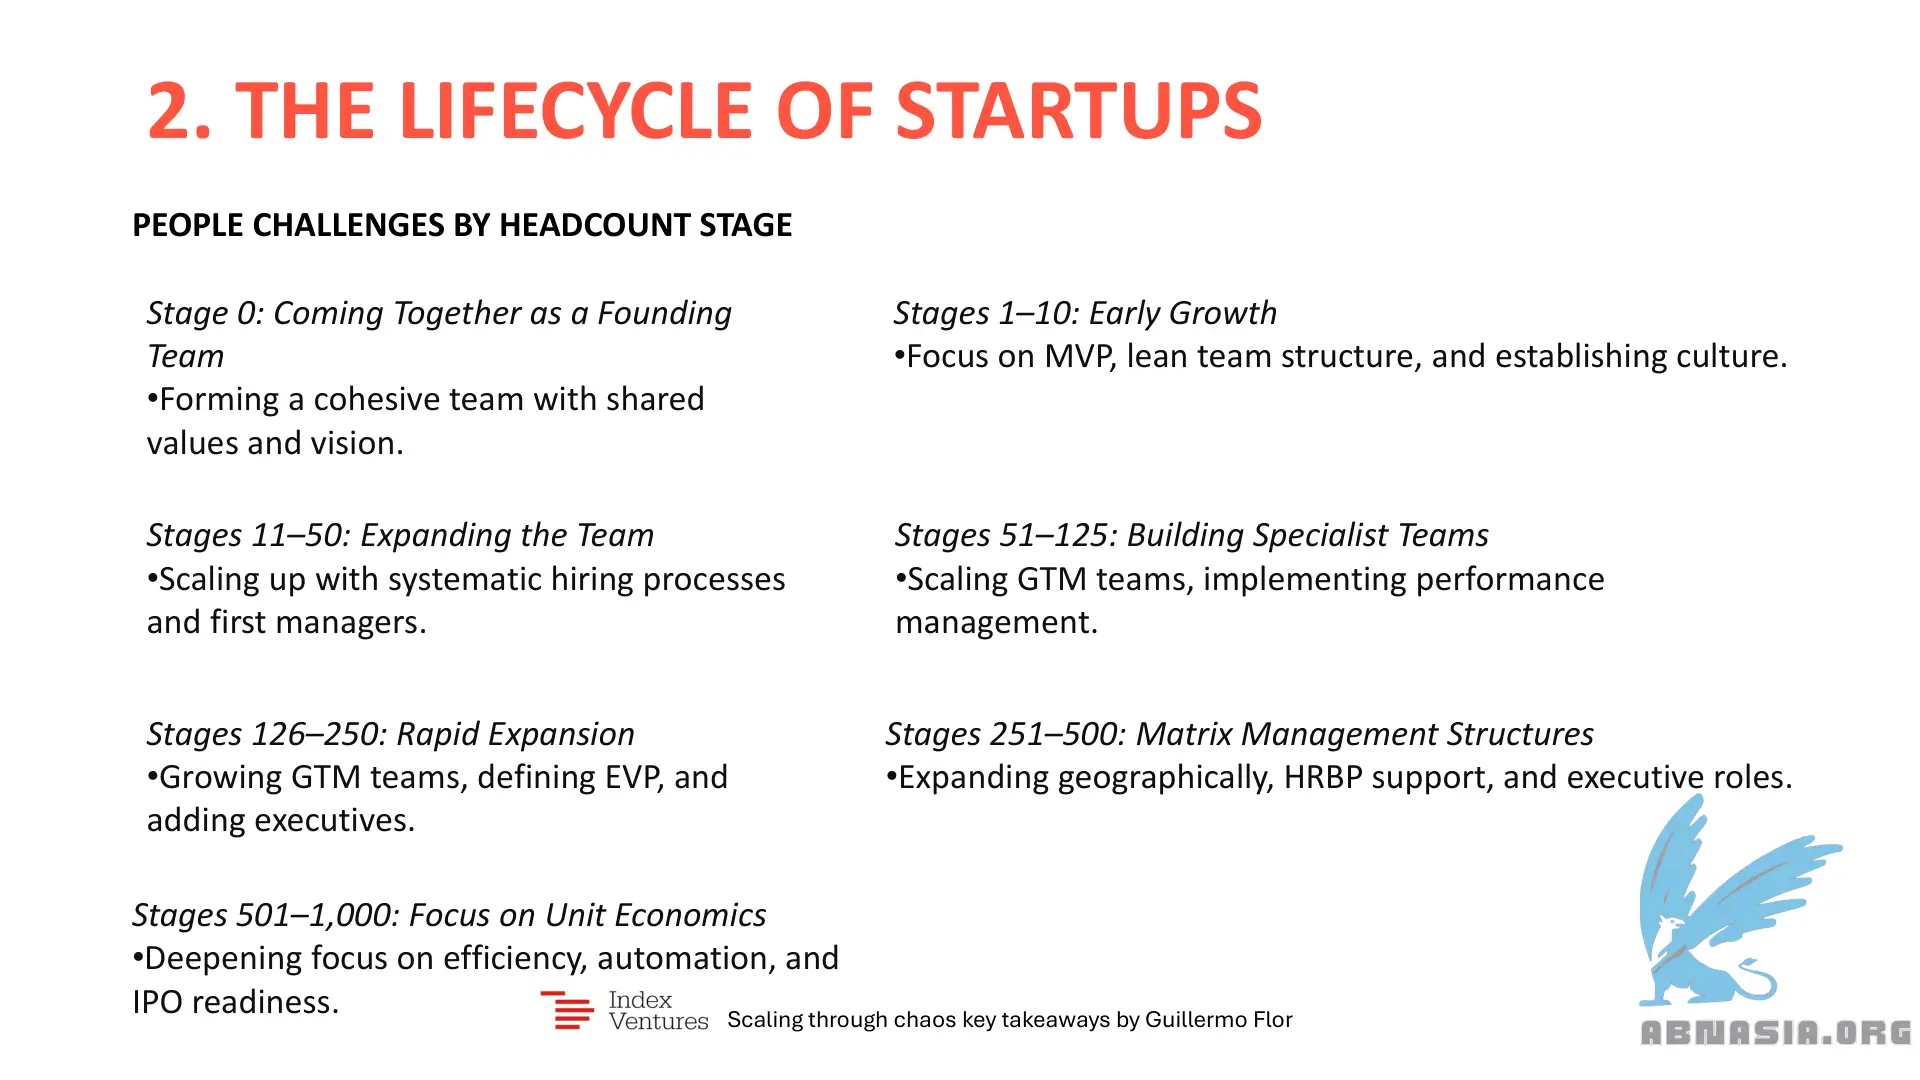 2. THE LIFECYCLE OF STARTUPS
PEOPLE CHALLENGES BY HEADCOUNT STAGE
Stage 0: Coming Together as a Founding
Team
•Forming a cohesive team with shared
values and vision.
Stages 1–10: Early Growth
•Focus on MVP, lean team structure, and establishing culture.
Stages 11–50: Expanding the Team
•Scaling up with systematic hiring processes
and first managers.
Stages 51–125: Building Specialist Teams
•Scaling GTM teams, implementing performance
management.
Stages 126–250: Rapid Expansion
•Growing GTM teams, defining EVP, and
adding executives.
Stages 251–500: Matrix Management Structures
•Expanding geographically, HRBP support, and executive roles.
Stages 501–1,000: Focus on Unit Economics
•Deepening focus on efficiency, automation, and
IPO readiness.
Index
Ventures
Scaling through chaos key takeaways by Guillermo Flor
ABNASIA.ORG